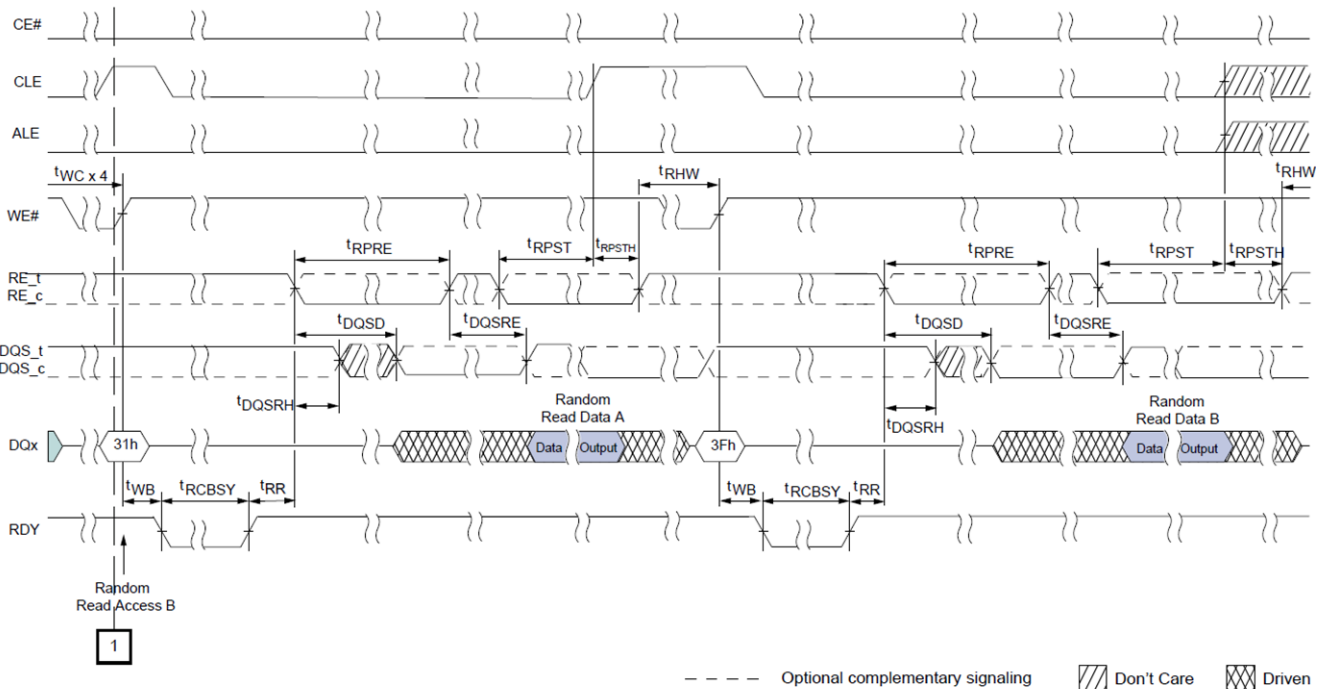 CE#
CLE
ALE
tWC x 4
tRHW
tRHW
WE#
tRPRE
tRPST
tRPSTH
tRPRE
tRPST
tRPSTH
RE_t
RE_c
tDQSD
tDQSRE
tDQSD
tDQSRE
DQS_t
DQS_c
tDQSRH
Random
Read Data A
tDQSRH
Random
Read Data B
DQx
31h
Data
Output
3Fh
Data
Output
tWB
tRCBSY
tRR
tWB
tRCBSY
tRR
RDY
Random
Read Access B
1
Optional complementary signaling
Don't Care
Driven